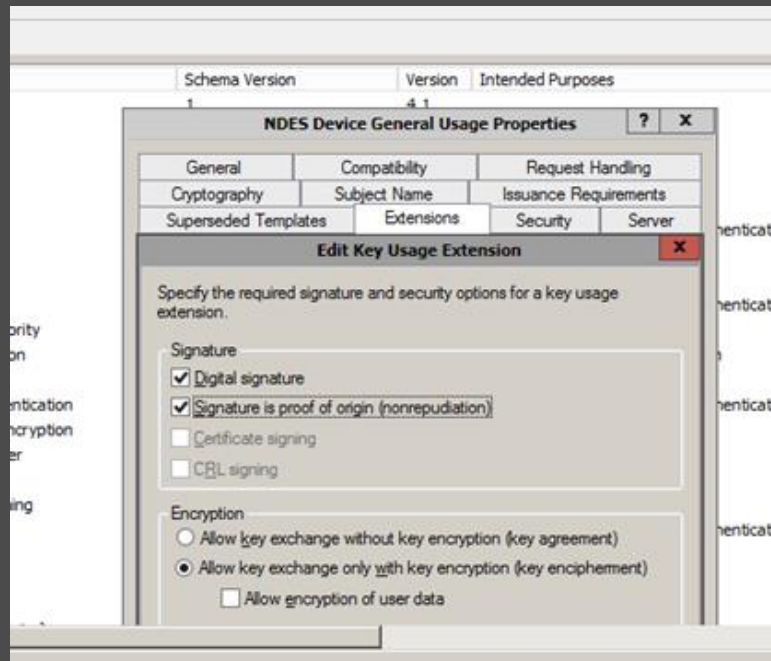 Schema Version Version Intended Purposes
1 4.1
NDES Device General Usage Properties ? X
General Compatibility Request Handling
Cryptography Subject Name Issuance Requirements
Superseded Templates Extensions Security Server
Edit Key Usage Extension X
Specify the required signature and security options for a key usage
extension.
Signature
Digital signature
Signature is proof of origin (nonrepudiation)
Certificate signing
CRL signing
Encryption
Allow key exchange without key encryption (key agreement)
Allow key exchange only with key encryption (key encipherment)
Allow encryption of user data